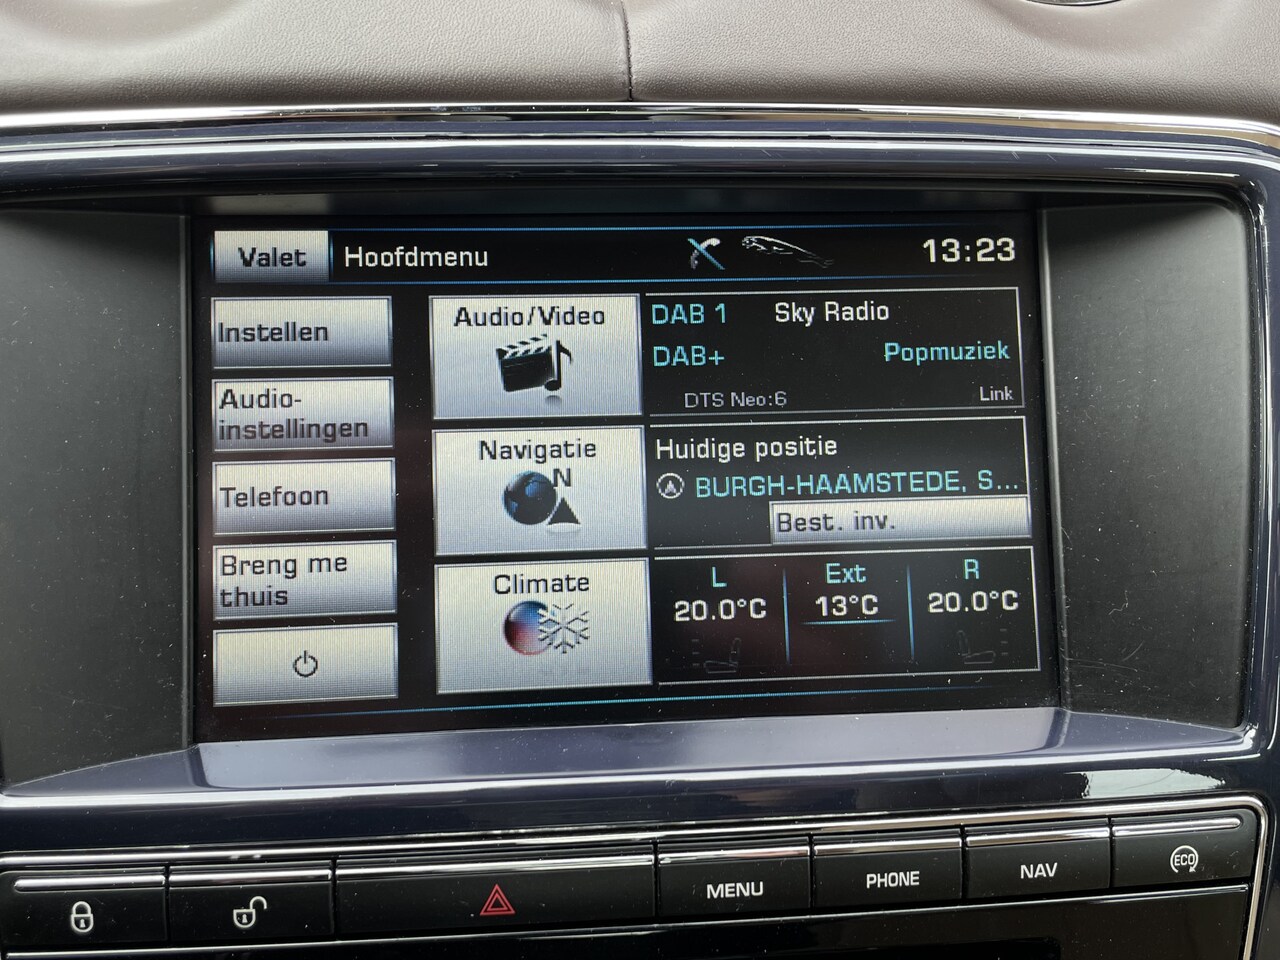 Valet
Hoofdmenu
13:23
Instellen
Audio-
instellingen
Telefoon
Breng me
thuis
Audio/Video
DAB 1 Sky Radio
DAB+ Popmuziek
DTS Neo:6 Link
Navigatie
N
Huidige positie
BURGH-HAAMSTEDE, S...
Best. inv.
Climate
L Ext R
20.0°C 13°C 20.0°C
MENU
PHONE
NAV
ECO